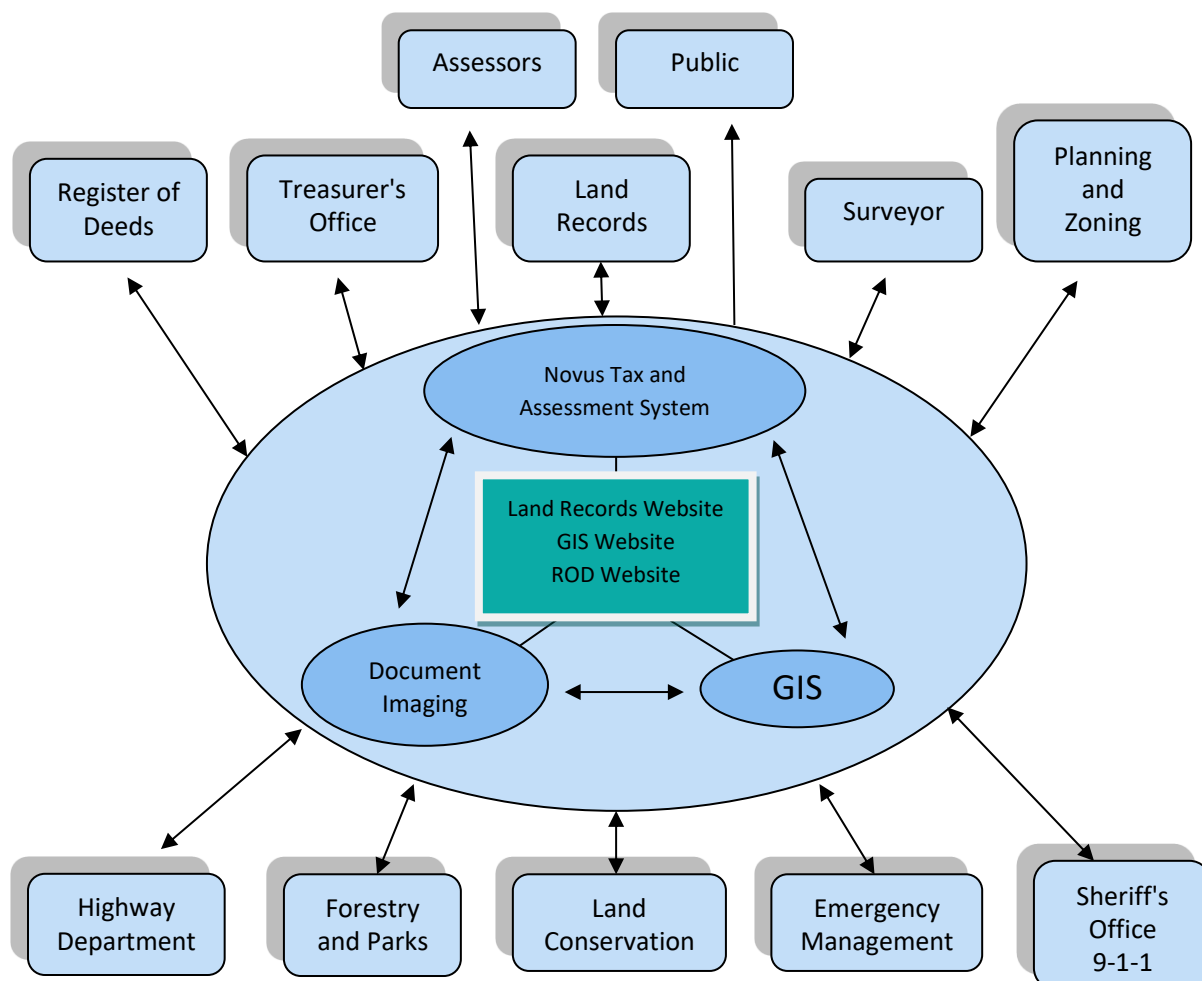 Assessors
Public
Register of
Deeds
Treasurer's
Office
Land
Records
Surveyor
Planning
and
Zoning
Novus Tax and
Assessment System
Land Records Website
GIS Website
ROD Website
Document
Imaging
GIS
Highway
Department
Forestry
and Parks
Land
Conservation
Emergency
Management
Sheriff's
Office
9-1-1